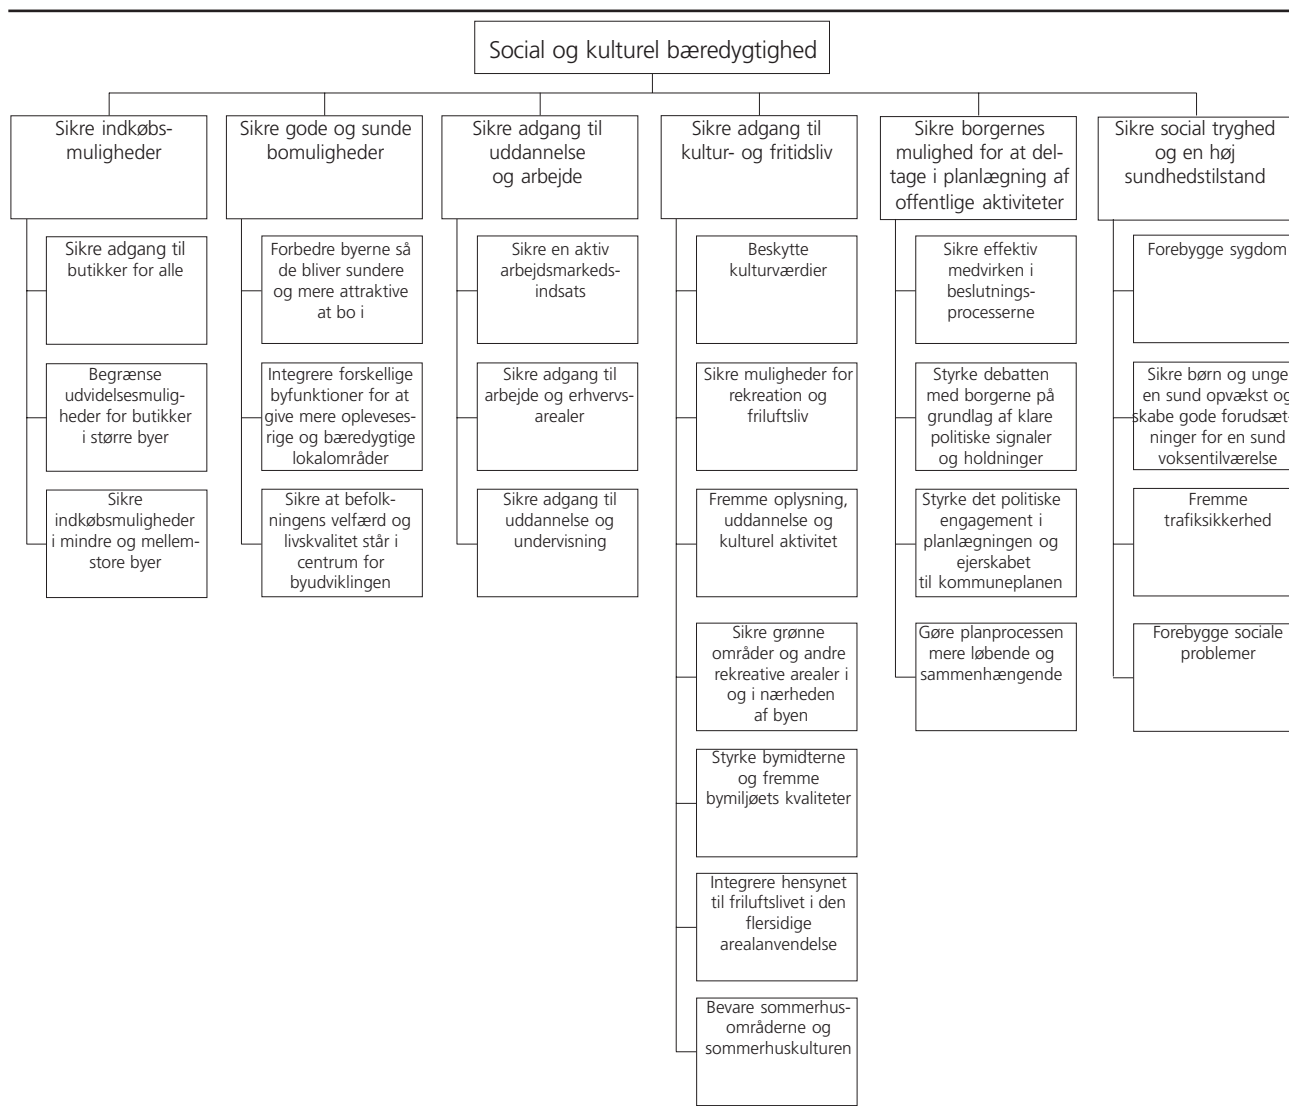 Social og kulturel bæredygtighed
Sikre indkøbs-
muligheder
Sikre adgang til
butikker for alle
Begrænse
udvidelsesmulig-
heder for butikker
i større byer
Sikre
indkøbsmuligheder
i mindre og mellem-
store byer
Sikre gode og sunde
bomuligheder
Forbedre byerne så
de bliver sundere
og mere attraktive
at bo i
Integrere forskellige
byfunktioner for at
give mere opleveses-
rige og bæredygtige
lokalområder
Sikre at befolk-
ningens velfærd og
livskvalitet står i
centrum for
byudviklingen
Sikre adgang til
uddannelse
og arbejde
Sikre en aktiv
arbejdsmarkeds-
indsats
Sikre adgang til
arbejde og erhvervs-
arealer
Sikre adgang til
uddannelse og
undervisning
Sikre adgang til
kultur- og fritidsliv
Beskytte
kulturværdier
Sikre muligheder for
rekreation og
friluftsliv
Fremme oplysning,
uddannelse og
kulturel aktivitet
Sikre grønne
områder og andre
rekreative arealer i
og i nærheden
af byen
Styrke bymidterne
og fremme
bymiljøets kvaliteter
Integrere hensynet
til friluftslivet i den
flersidige
arealanvendelse
Bevare sommerhus-
områderne og
sommerhuskulturen
Sikre borgernes
mulighed for at del-
tage i planlægning af
offentlige aktiviteter
Sikre effektiv
medvirken i
beslutnings-
processerne
Styrke debatten
med borgerne på
grundlag af klare
politiske signaler
og holdninger
Styrke det politiske
engagement i
planlægningen og
ejerskabet
til kommuneplanen
Gøre planprocessen
mere løbende og
sammenhængende
Sikre social tryghed
og en høj
sundhedstilstand
Forebygge sygdom
Sikre børn og unge
en sund opvækst og
skabe gode forudsæt-
ninger for en sund
voksentilværelse
Fremme
trafiksikkerhed
Forebygge sociale
problemer